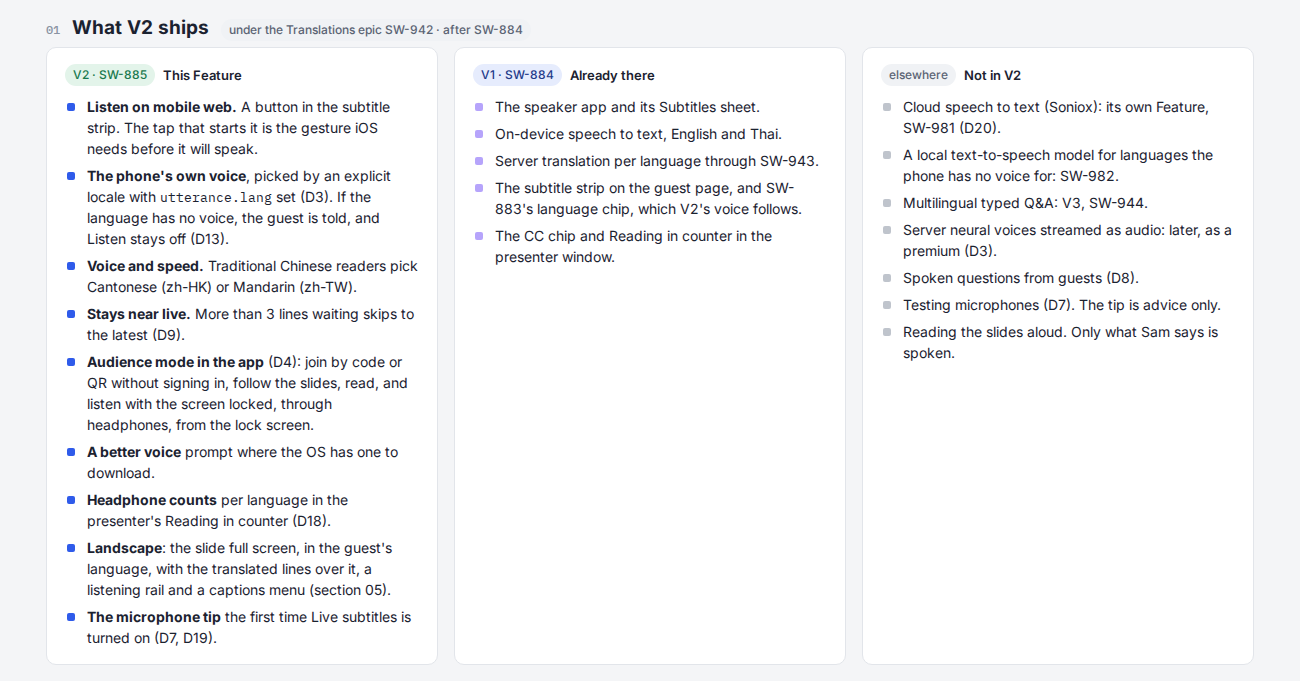 01 What V2 ships under the Translations epic SW-942 · after SW-884
V2 · SW-885 This Feature
Listen on mobile web. A button in the subtitle
strip. The tap that starts it is the gesture iOS
needs before it will speak.
The phone's own voice, picked by an explicit
locale with utterance.lang set (D3). If the
language has no voice, the guest is told, and
Listen stays off (D13).
Voice and speed. Traditional Chinese readers pick
Cantonese (zh-HK) or Mandarin (zh-TW).
Stays near live. More than 3 lines waiting skips to
the latest (D9).
Audience mode in the app (D4): join by code or
QR without signing in, follow the slides, read, and
listen with the screen locked, through
headphones, from the lock screen.
A better voice prompt where the OS has one to
download.
Headphone counts per language in the
presenter's Reading in counter (D18).
Landscape: the slide full screen, in the guest's
language, with the translated lines over it, a
listening rail and a captions menu (section 05).
The microphone tip the first time Live subtitles is
turned on (D7, D19).
V1 · SW-884 Already there
The speaker app and its Subtitles sheet.
On-device speech to text, English and Thai.
Server translation per language through SW-943.
The subtitle strip on the guest page, and SW-
883's language chip, which V2's voice follows.
The CC chip and Reading in counter in the
presenter window.
elsewhere Not in V2
Cloud speech to text (Soniox): its own Feature,
SW-981 (D20).
A local text-to-speech model for languages the
phone has no voice for: SW-982.
Multilingual typed Q&A: V3, SW-944.
Server neural voices streamed as audio: later, as a
premium (D3).
Spoken questions from guests (D8).
Testing microphones (D7). The tip is advice only.
Reading the slides aloud. Only what Sam says is
spoken.